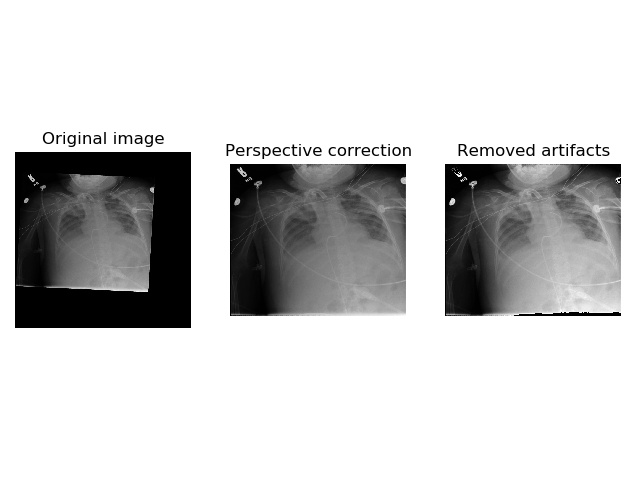 Original image
Perspective correction
Removed artifacts